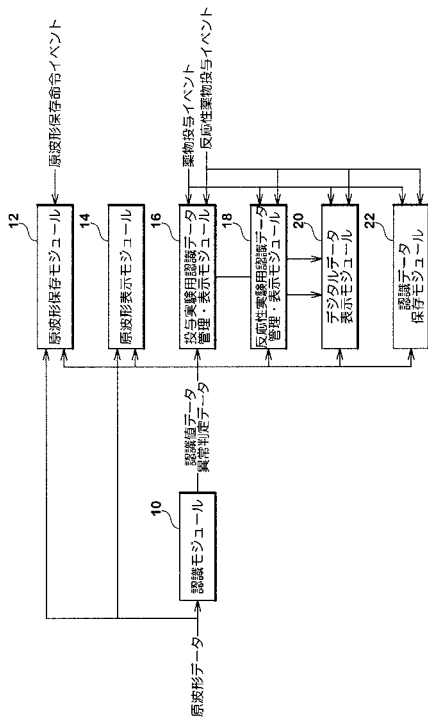 原波形データ
10
認識モジュール
認識値データ
異常判定データ
12
原波形保存モジュール
原波形保存命令イベント
14
原波形表示モジュール
16
投与実験用認識データ
管理・表示モジュール
薬物投与イベント
反応性薬物投与イベント
18
反応性実験用認識データ
管理・表示モジュール
20
デジタルデータ
表示モジュール
22
認識データ
保存モジュール